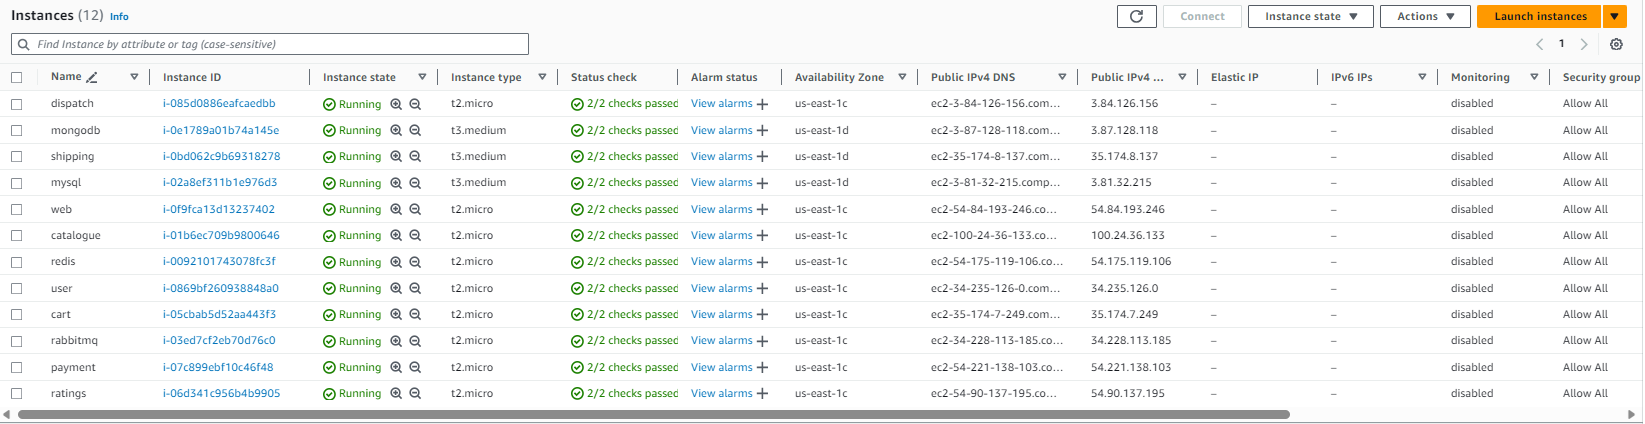 Instances (12) Info
Connect Instance state Actions Launch instances
Find Instance by attribute or tag (case-sensitive)
1
Name Instance ID Instance state Instance type Status check Alarm status Availability Zone Public IPv4 DNS Public IPv4 ... Elastic IP IPv6 IPs Monitoring Security group
dispatch i-085d0886eafcaedbb Running t2.micro 2/2 checks passed View alarms + us-east-1c ec2-3-84-126-156.com... 3.84.126.156 – – disabled Allow All
mongodb i-0e1789a01b74a145e Running t3.medium 2/2 checks passed View alarms + us-east-1d ec2-3-87-128-118.com... 3.87.128.118 – – disabled Allow All
shipping i-0bd062c9b69318278 Running t3.medium 2/2 checks passed View alarms + us-east-1d ec2-35-174-8-137.com... 35.174.8.137 – – disabled Allow All
mysql i-02a8ef311b1e976d3 Running t3.medium 2/2 checks passed View alarms + us-east-1d ec2-3-81-32-215.comp... 3.81.32.215 – – disabled Allow All
web i-0f9fca13d13237402 Running t2.micro 2/2 checks passed View alarms + us-east-1c ec2-54-84-193-246.co... 54.84.193.246 – – disabled Allow All
catalogue i-01b6ec709b9800646 Running t2.micro 2/2 checks passed View alarms + us-east-1c ec2-100-24-36-133.com... 100.24.36.133 – – disabled Allow All
redis i-0092101743078fc3f Running t2.micro 2/2 checks passed View alarms + us-east-1c ec2-54-175-119-106.co... 54.175.119.106 – – disabled Allow All
user i-0869bf260938848a0 Running t2.micro 2/2 checks passed View alarms + us-east-1c ec2-34-235-126-0.com... 34.235.126.0 – – disabled Allow All
cart i-05cbab5d52aa443f3 Running t2.micro 2/2 checks passed View alarms + us-east-1c ec2-35-174-7-249.com... 35.174.7.249 – – disabled Allow All
rabbitmq i-03ed7cf2eb70d76c0 Running t2.micro 2/2 checks passed View alarms + us-east-1c ec2-34-228-113-185.co... 34.228.113.185 – – disabled Allow All
payment i-07c899ebf10c46f48 Running t2.micro 2/2 checks passed View alarms + us-east-1c ec2-54-221-138-103.co... 54.221.138.103 – – disabled Allow All
ratings i-06d341c956b4b9905 Running t2.micro 2/2 checks passed View alarms + us-east-1c ec2-54-90-137-195.co... 54.90.137.195 – – disabled Allow All